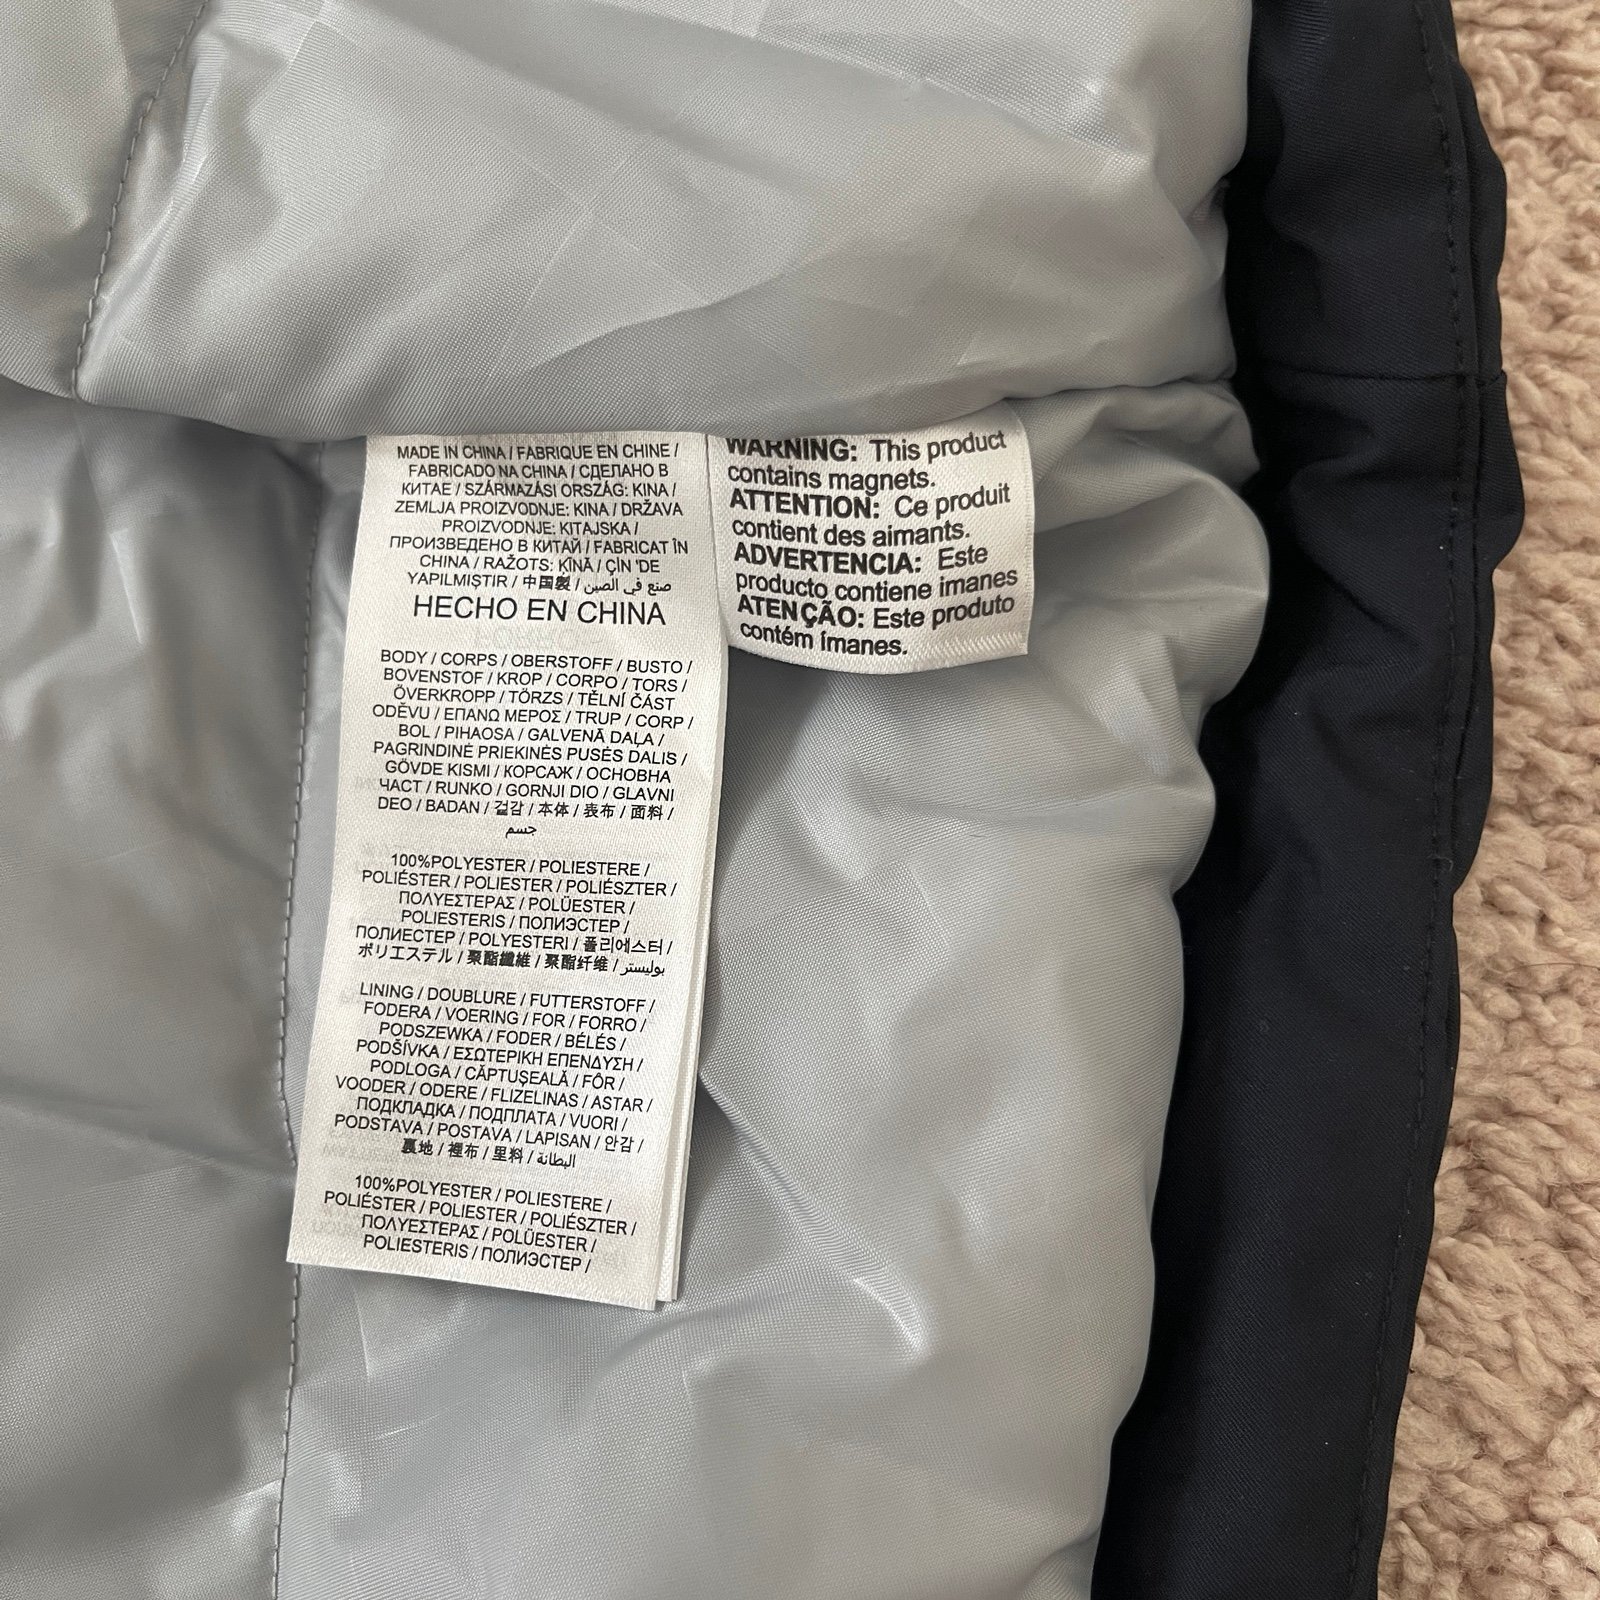 MADE IN CHINA / FABRIQUE EN CHINE /
FABRICADO NA CHINA / СДЕЛАНО В
КИТАЕ / SZÁRMAZÁSI ORSZÁG: KINA /
ZEMLJA PROIZVODNJE: KINA / DRŽAVA
PROIZVODNJE: KITAJSKA /
ПРОИЗВЕДЕНО В КИТАЙ / FABRICAT ÎN
CHINA / RAŽOTS: ĶĪNĀ / ÇİN 'DE
YAPILMISTIR / 中国製 / صنع في الصين
HECHO EN CHINA
BODY / CORPS / OBERSTOFF / BUSTO /
BOVENSTOF / KROP / CORPO / TORS /
ÖVERKROPP / TÖRZS / TĚLNÍ ČÁST
ODĚVU / ΕΠΑΝΩ ΜΕΡΟΣ / TRUP / CORP /
BOL / PIHAOSA / GALVENĀ DAĻA /
PAGRINDINĖ PRIEKINĖS PUSĖS DALIS /
GÖVDE KISMI / КОРСАЖ / ОСНОВНА
ЧАСТ / RUNKO / GORNJI DIO / GLAVNI
DEO / BADAN / 겉감 / 本体 / 表布 / 面料 /
جسم
100%POLYESTER / POLIESTERE /
POLIÉSTER / POLIESTER / POLIÉSZTER /
ΠΟΛΥΕΣΤΕΡΑΣ / POLÜESTER /
POLIESTERIS / ПОЛИЭСТЕР /
ПОЛИЕСТЕР / POLYESTERI / 폴리에스터 /
ポリエステル / 聚酯纖維 / 聚酯纤维 / بوليستر
LINING / DOUBLURE / FUTTERSTOFF /
FODERA / VOERING / FOR / FORRO /
PODSZEWKA / FODER / BÉLÉS /
PODŠÍVKA / ΕΣΩΤΕΡΙΚΗ ΕΠΕΝΔΥΣΗ /
PODLOGA / CĂPTUŞEALĂ / FÔR /
VOODER / ODERE / FLIZELINAS / ASTAR /
ПОДКЛАДКА / ПОДПЛАТА / VUORI /
PODSTAVA / POSTAVA / LAPISAN / 안감 /
裏地 / 裡布 / 里料 / البطانة
100%POLYESTER / POLIESTERE /
POLIÉSTER / POLIESTER / POLIÉSZTER /
ΠΟΛΥΕΣΤΕΡΑΣ / POLÜESTER /
POLIESTERIS / ПОЛИЭСТЕР /
WARNING: This product
contains magnets.
ATTENTION: Ce produit
contient des aimants.
ADVERTENCIA: Este
producto contiene imanes
ATENÇÃO: Este produto
contém ímanes.